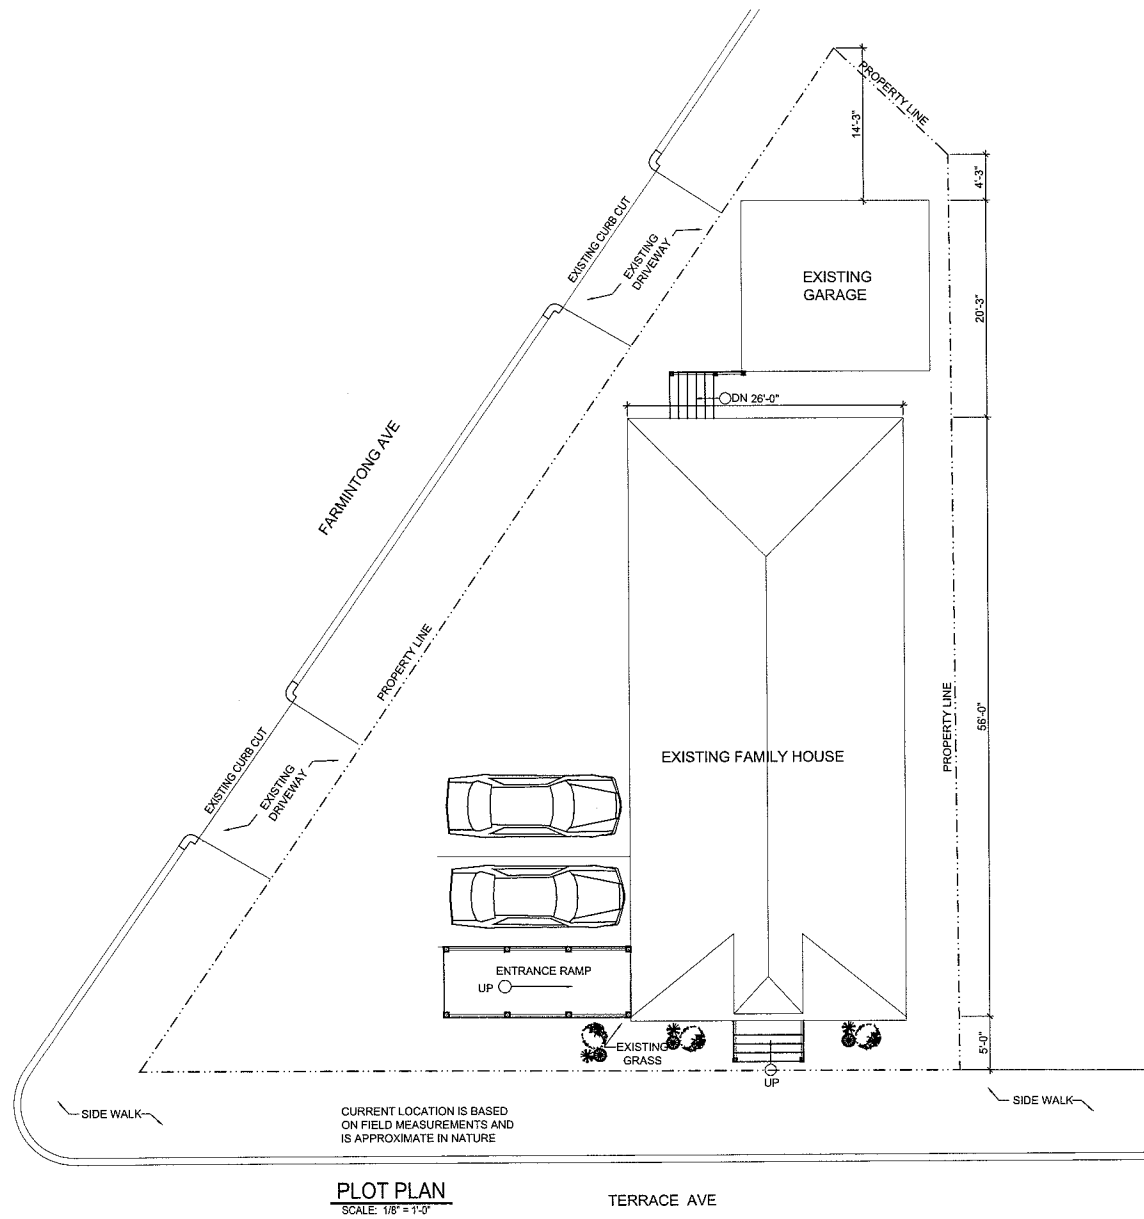 PROPERTY LINE
14'-3"
4'-3"
EXISTING CURB CUT
EXISTING
DRIVEWAY
EXISTING
GARAGE
20'-3"
DN 26'-0"
FARMINTONG AVE
PROPERTY LINE
PROPERTY LINE
56'-0"
EXISTING CURB CUT
EXISTING
DRIVEWAY
EXISTING FAMILY HOUSE
ENTRANCE RAMP
UP
EXISTING
GRASS
5'-0"
UP
SIDE WALK
SIDE WALK
CURRENT LOCATION IS BASED
ON FIELD MEASUREMENTS AND
IS APPROXIMATE IN NATURE
PLOT PLAN
SCALE: 1/8" = 1'-0"
TERRACE AVE